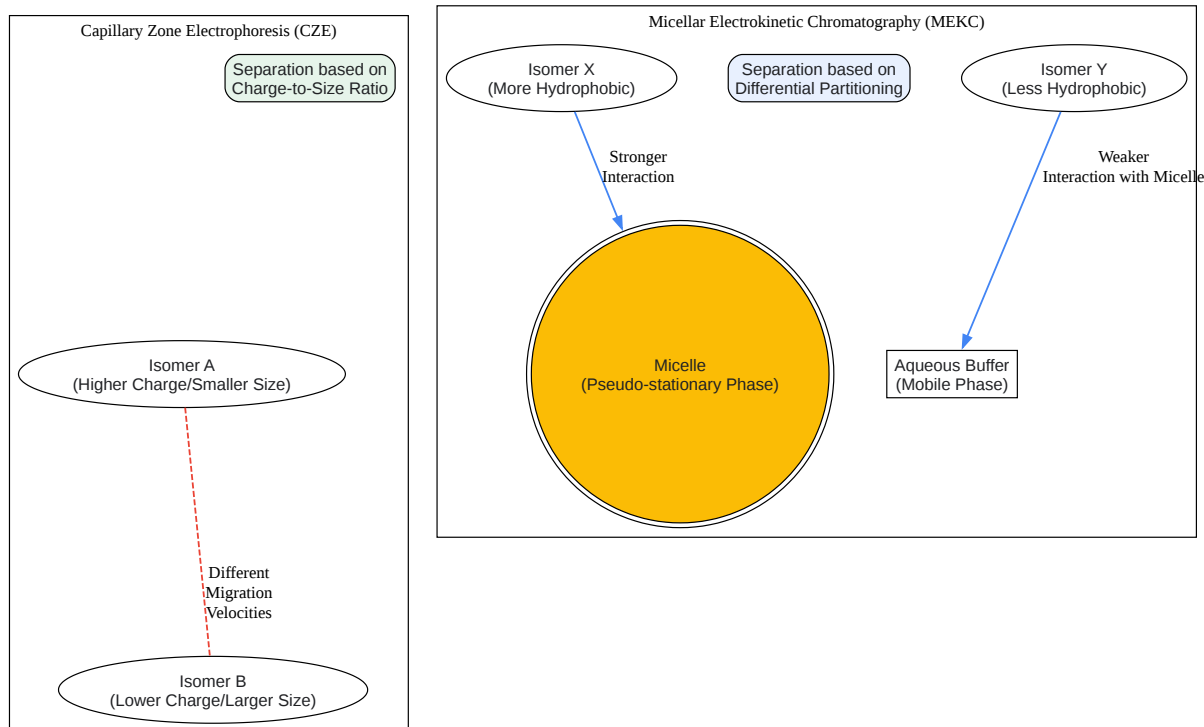 Capillary Zone Electrophoresis (CZE)
Separation based on
Charge-to-Size Ratio
Isomer A
(Higher Charge/Smaller Size)
Different
Migration
Velocities
Isomer B
(Lower Charge/Larger Size)
Micellar Electrokinetic Chromatography (MEKC)
Isomer X
(More Hydrophobic)
Separation based on
Differential Partitioning
Isomer Y
(Less Hydrophobic)
Stronger
Interaction
Weaker
Interaction with Micelle
Micelle
(Pseudo-stationary Phase)
Aqueous Buffer
(Mobile Phase)